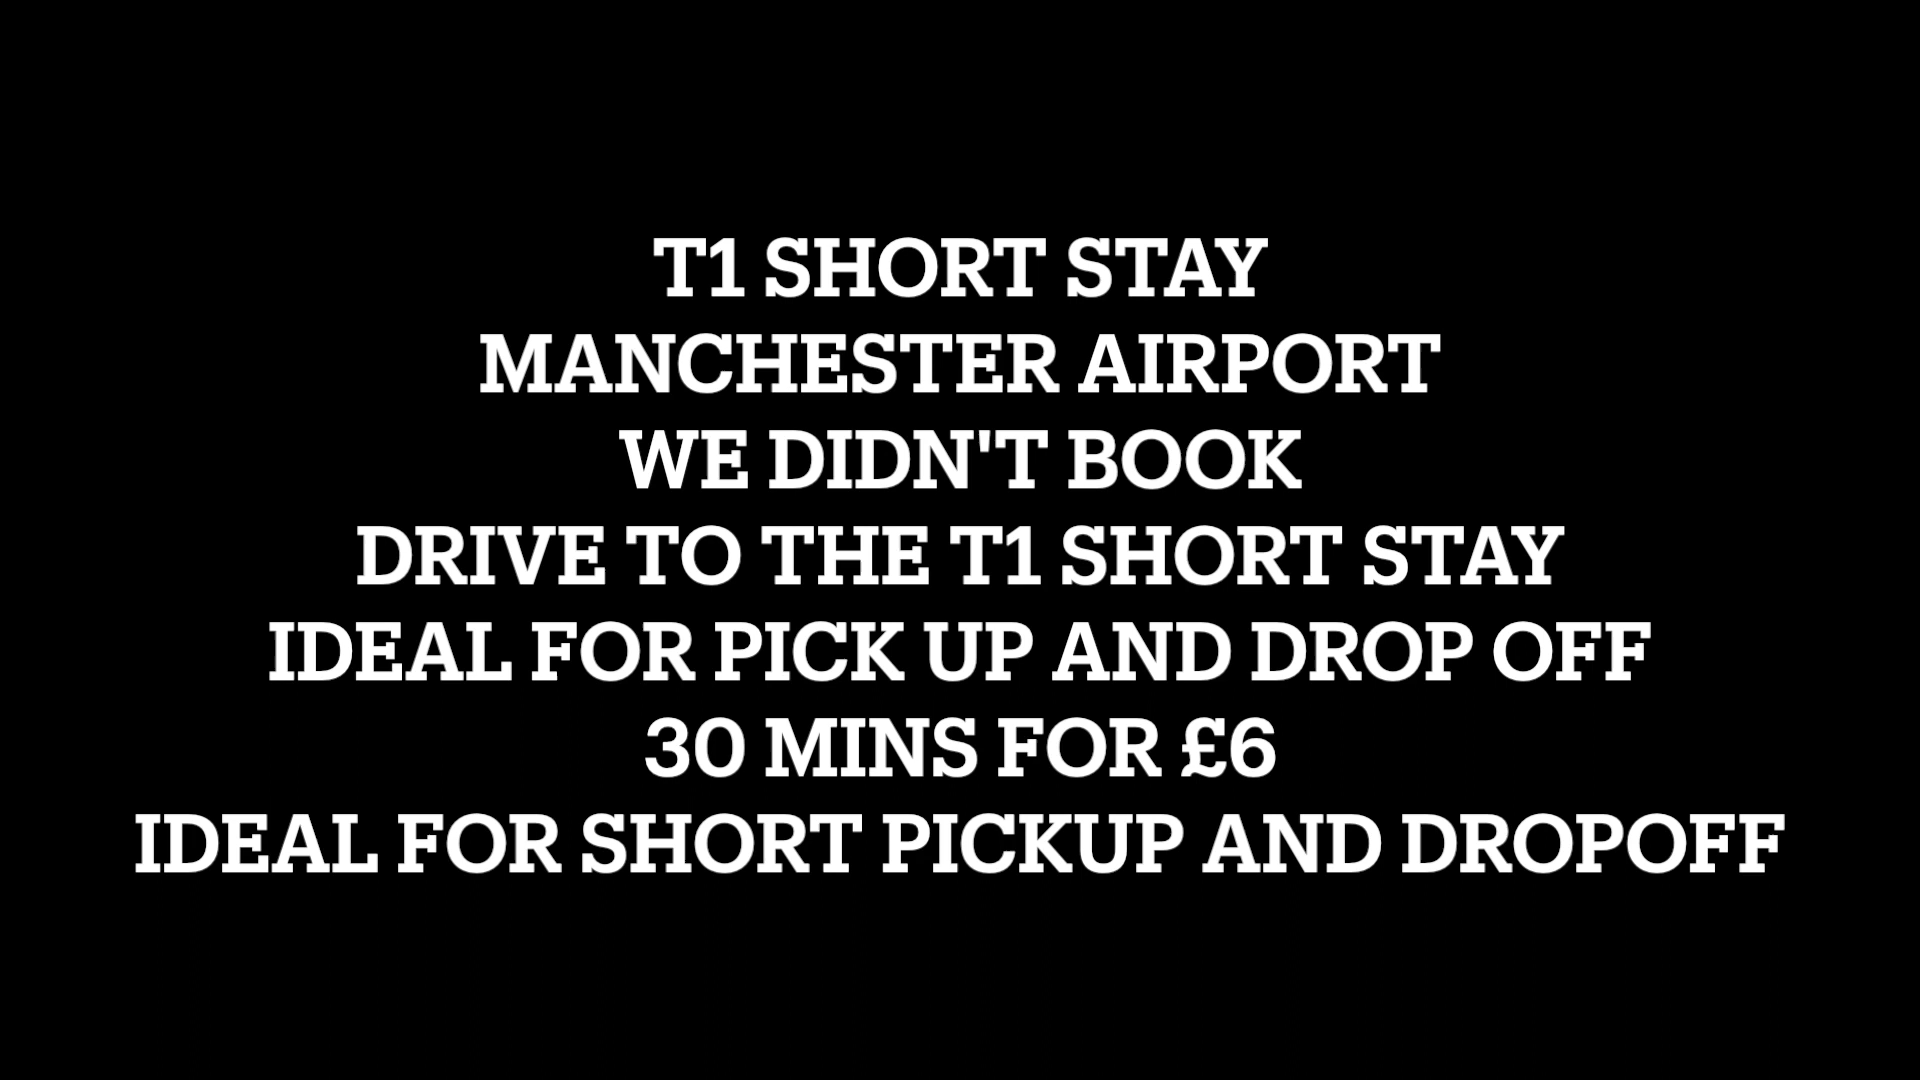 T1 SHORT STAY
MANCHESTER AIRPORT
WE DIDN'T BOOK
DRIVE TO THE T1 SHORT STAY
IDEAL FOR PICK UP AND DROP OFF
30 MINS FOR £6
IDEAL FOR SHORT PICKUP AND DROPOFF